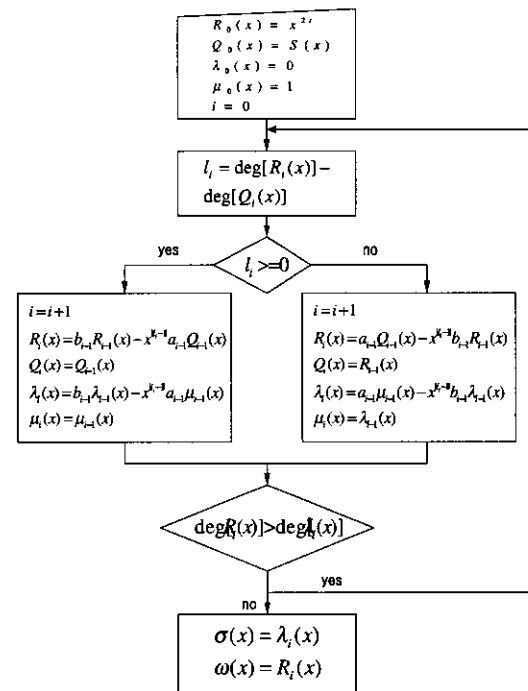 R₀(x) = x²ᵗ
Q₀(x) = S(x)
λ₀(x) = 0
μ₀(x) = 1
i = 0
lᵢ = deg[Rᵢ(x)] −
deg[Qᵢ(x)]
yes
lᵢ >=0
no
i=i+1
Rᵢ(x)=bᵢ₋₁Rᵢ₋₁(x)−x^|lᵢ₋₁|aᵢ₋₁Qᵢ₋₁(x)
Qᵢ(x)=Qᵢ₋₁(x)
λᵢ(x)=bᵢ₋₁λᵢ₋₁(x)−x^|lᵢ₋₁|aᵢ₋₁μᵢ₋₁(x)
μᵢ(x)=μᵢ₋₁(x)
i=i+1
Rᵢ(x)=aᵢ₋₁Qᵢ₋₁(x)−x^|lᵢ₋₁|bᵢ₋₁Rᵢ₋₁(x)
Qᵢ(x)=Rᵢ₋₁(x)
λᵢ(x)=aᵢ₋₁μᵢ₋₁(x)−x^|lᵢ₋₁|bᵢ₋₁λᵢ₋₁(x)
μᵢ(x)=λᵢ₋₁(x)
deg[Rᵢ(x)]>deg[λᵢ(x)]
yes
no
σ(x) = λᵢ(x)
ω(x) = Rᵢ(x)